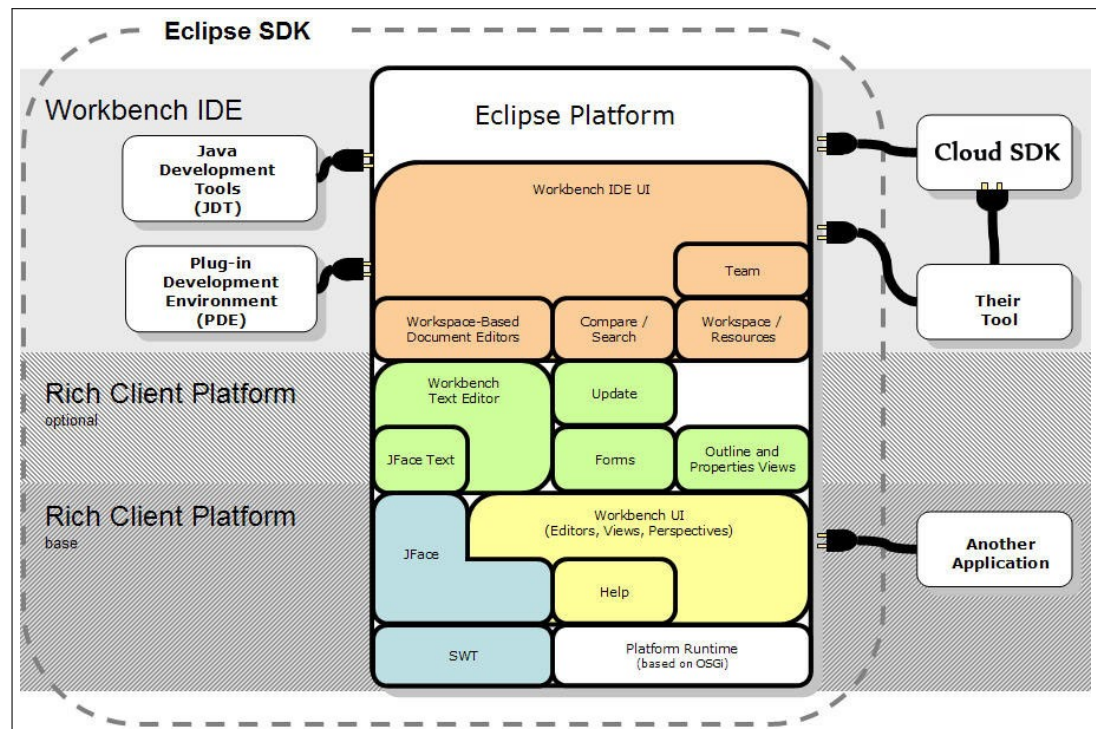 Eclipse SDK
Workbench IDE
Eclipse Platform
Java
Development
Tools
(JDT)
Cloud SDK
Workbench IDE UI
Plug-in
Development
Environment
(PDE)
Team
Their
Tool
Workspace-Based
Document Editors
Compare /
Search
Workspace /
Resources
Rich Client Platform
optional
Workbench
Text Editor
Update
JFace Text
Forms
Outline and
Properties Views
Rich Client Platform
base
Workbench UI
(Editors, Views, Perspectives)
JFace
Another
Application
Help
SWT
Platform Runtime
(based on OSGi)